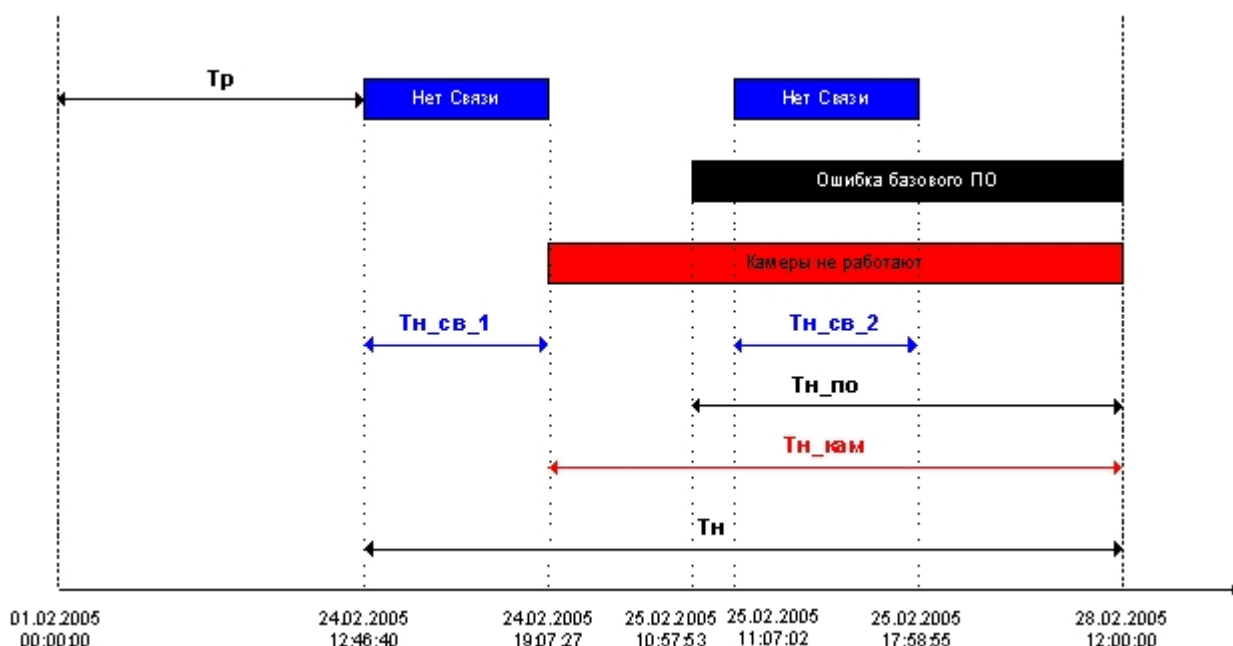 Тр
Нет Связи
Нет Связи
Ошибка базового ПО
Камеры не работают
Тн_св_1
Тн_св_2
Тн_по
Тн_кам
Тн
01.02.2005
00:00:00
24.02.2005
12:46:40
24.02.2005
19:07:27
25.02.2005
10:57:53
25.02.2005
11:07:02
25.02.2005
17:58:55
28.02.2005
12:00:00